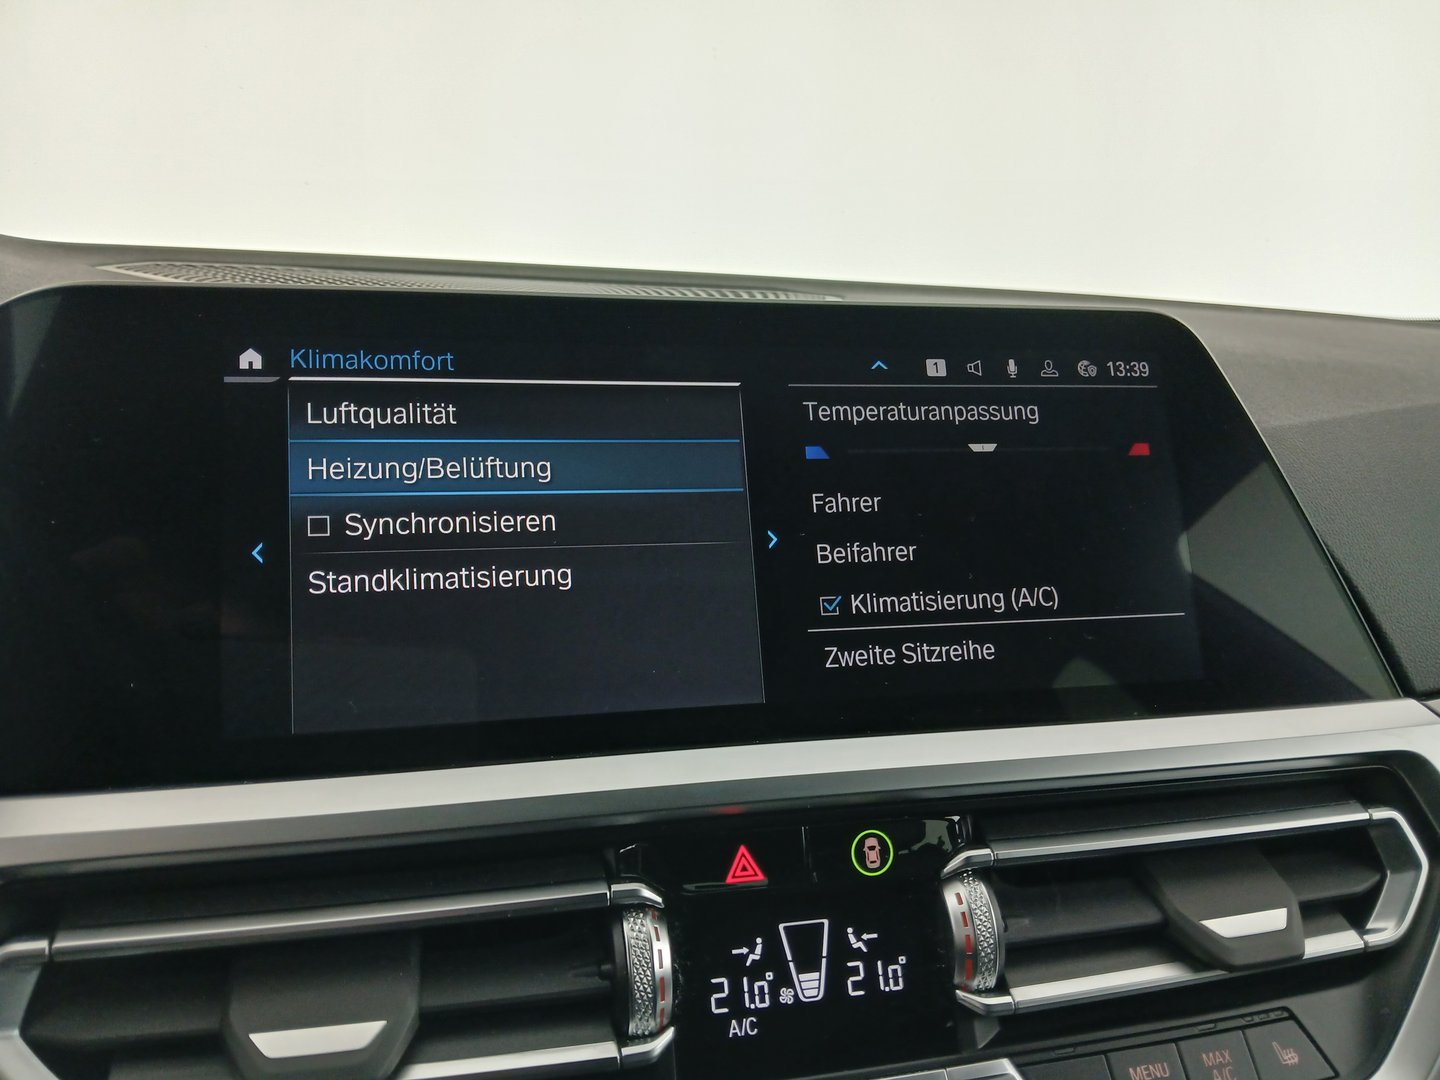 Klimakomfort
1 13:39
Luftqualität
Heizung/Belüftung
Synchronisieren
Standklimatisierung
Temperaturanpassung
Fahrer
Beifahrer
Klimatisierung (A/C)
Zweite Sitzreihe
21.0° 21.0°
A/C
MENU
MAX
A/C